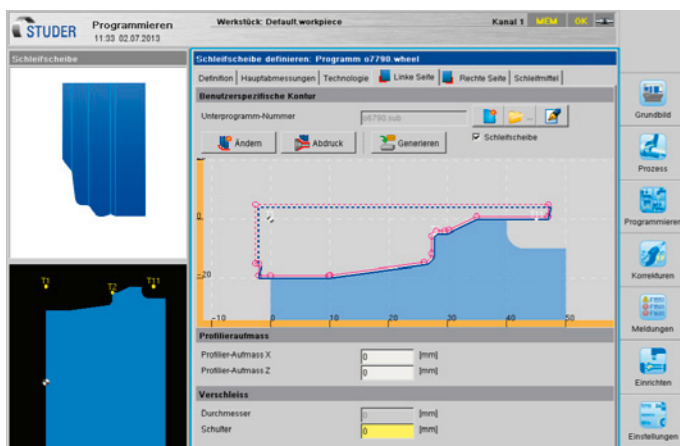 STUDER
Programmieren
11:33 02.07.2013
Werkstück: Default.workpiece
Kanal 1 MEM OK
Schleifscheibe
Schleifscheibe definieren: Programm o7790.wheel
Definition Hauptabmessungen Technologie Linke Seite Rechte Seite Schleifmittel
Benutzerspezifische Kontur
Unterprogramm-Nummer o6790.sub
Ändern Abdruck Generieren Schleifscheibe
0
-20
-10 0 10 20 30 40 50
T1 T2 T11
Profilieraufmass
Profilier-Aufmass X 0 [mm]
Profilier-Aufmass Z 0 [mm]
Verschleiss
Durchmesser 0 [mm]
Schulter 0 [mm]
Grundbild
Prozess
Programmieren
Korrekturen
Meldungen
Einrichten
Einstellungen